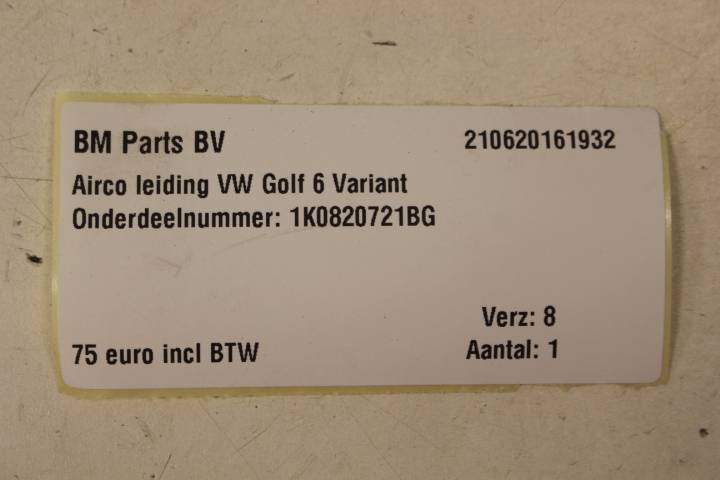 BM Parts BV 210620161932
Airco leiding VW Golf 6 Variant
Onderdeelnummer: 1K0820721BG
Verz: 8
75 euro incl BTW Aantal: 1